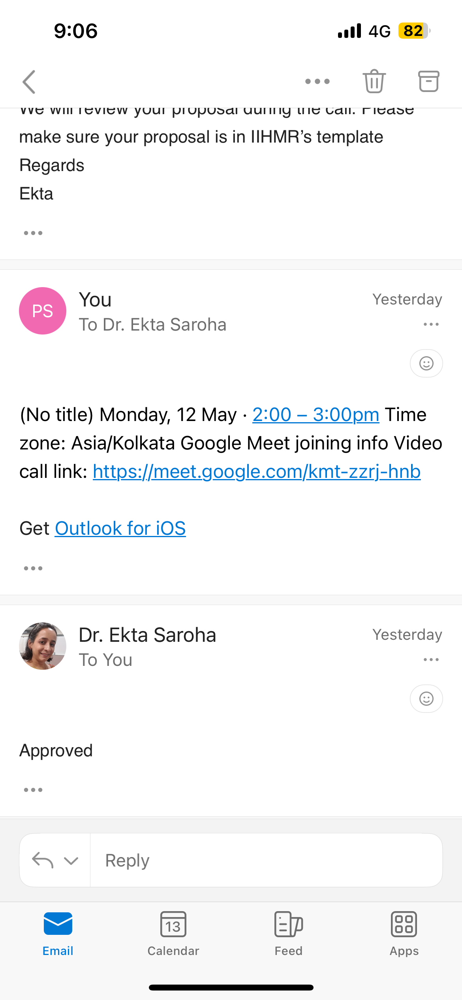 9:06
4G 82
We will review your proposal during the call. Please
make sure your proposal is in IIHMR’s template
Regards
Ekta
PS
You
Yesterday
To Dr. Ekta Saroha
(No title) Monday, 12 May · 2:00 – 3:00pm Time
zone: Asia/Kolkata Google Meet joining info Video
call link: https://meet.google.com/kmt-zzrj-hnb
Get Outlook for iOS
Dr. Ekta Saroha
Yesterday
To You
Approved
Reply
13
Email
Calendar
Feed
Apps